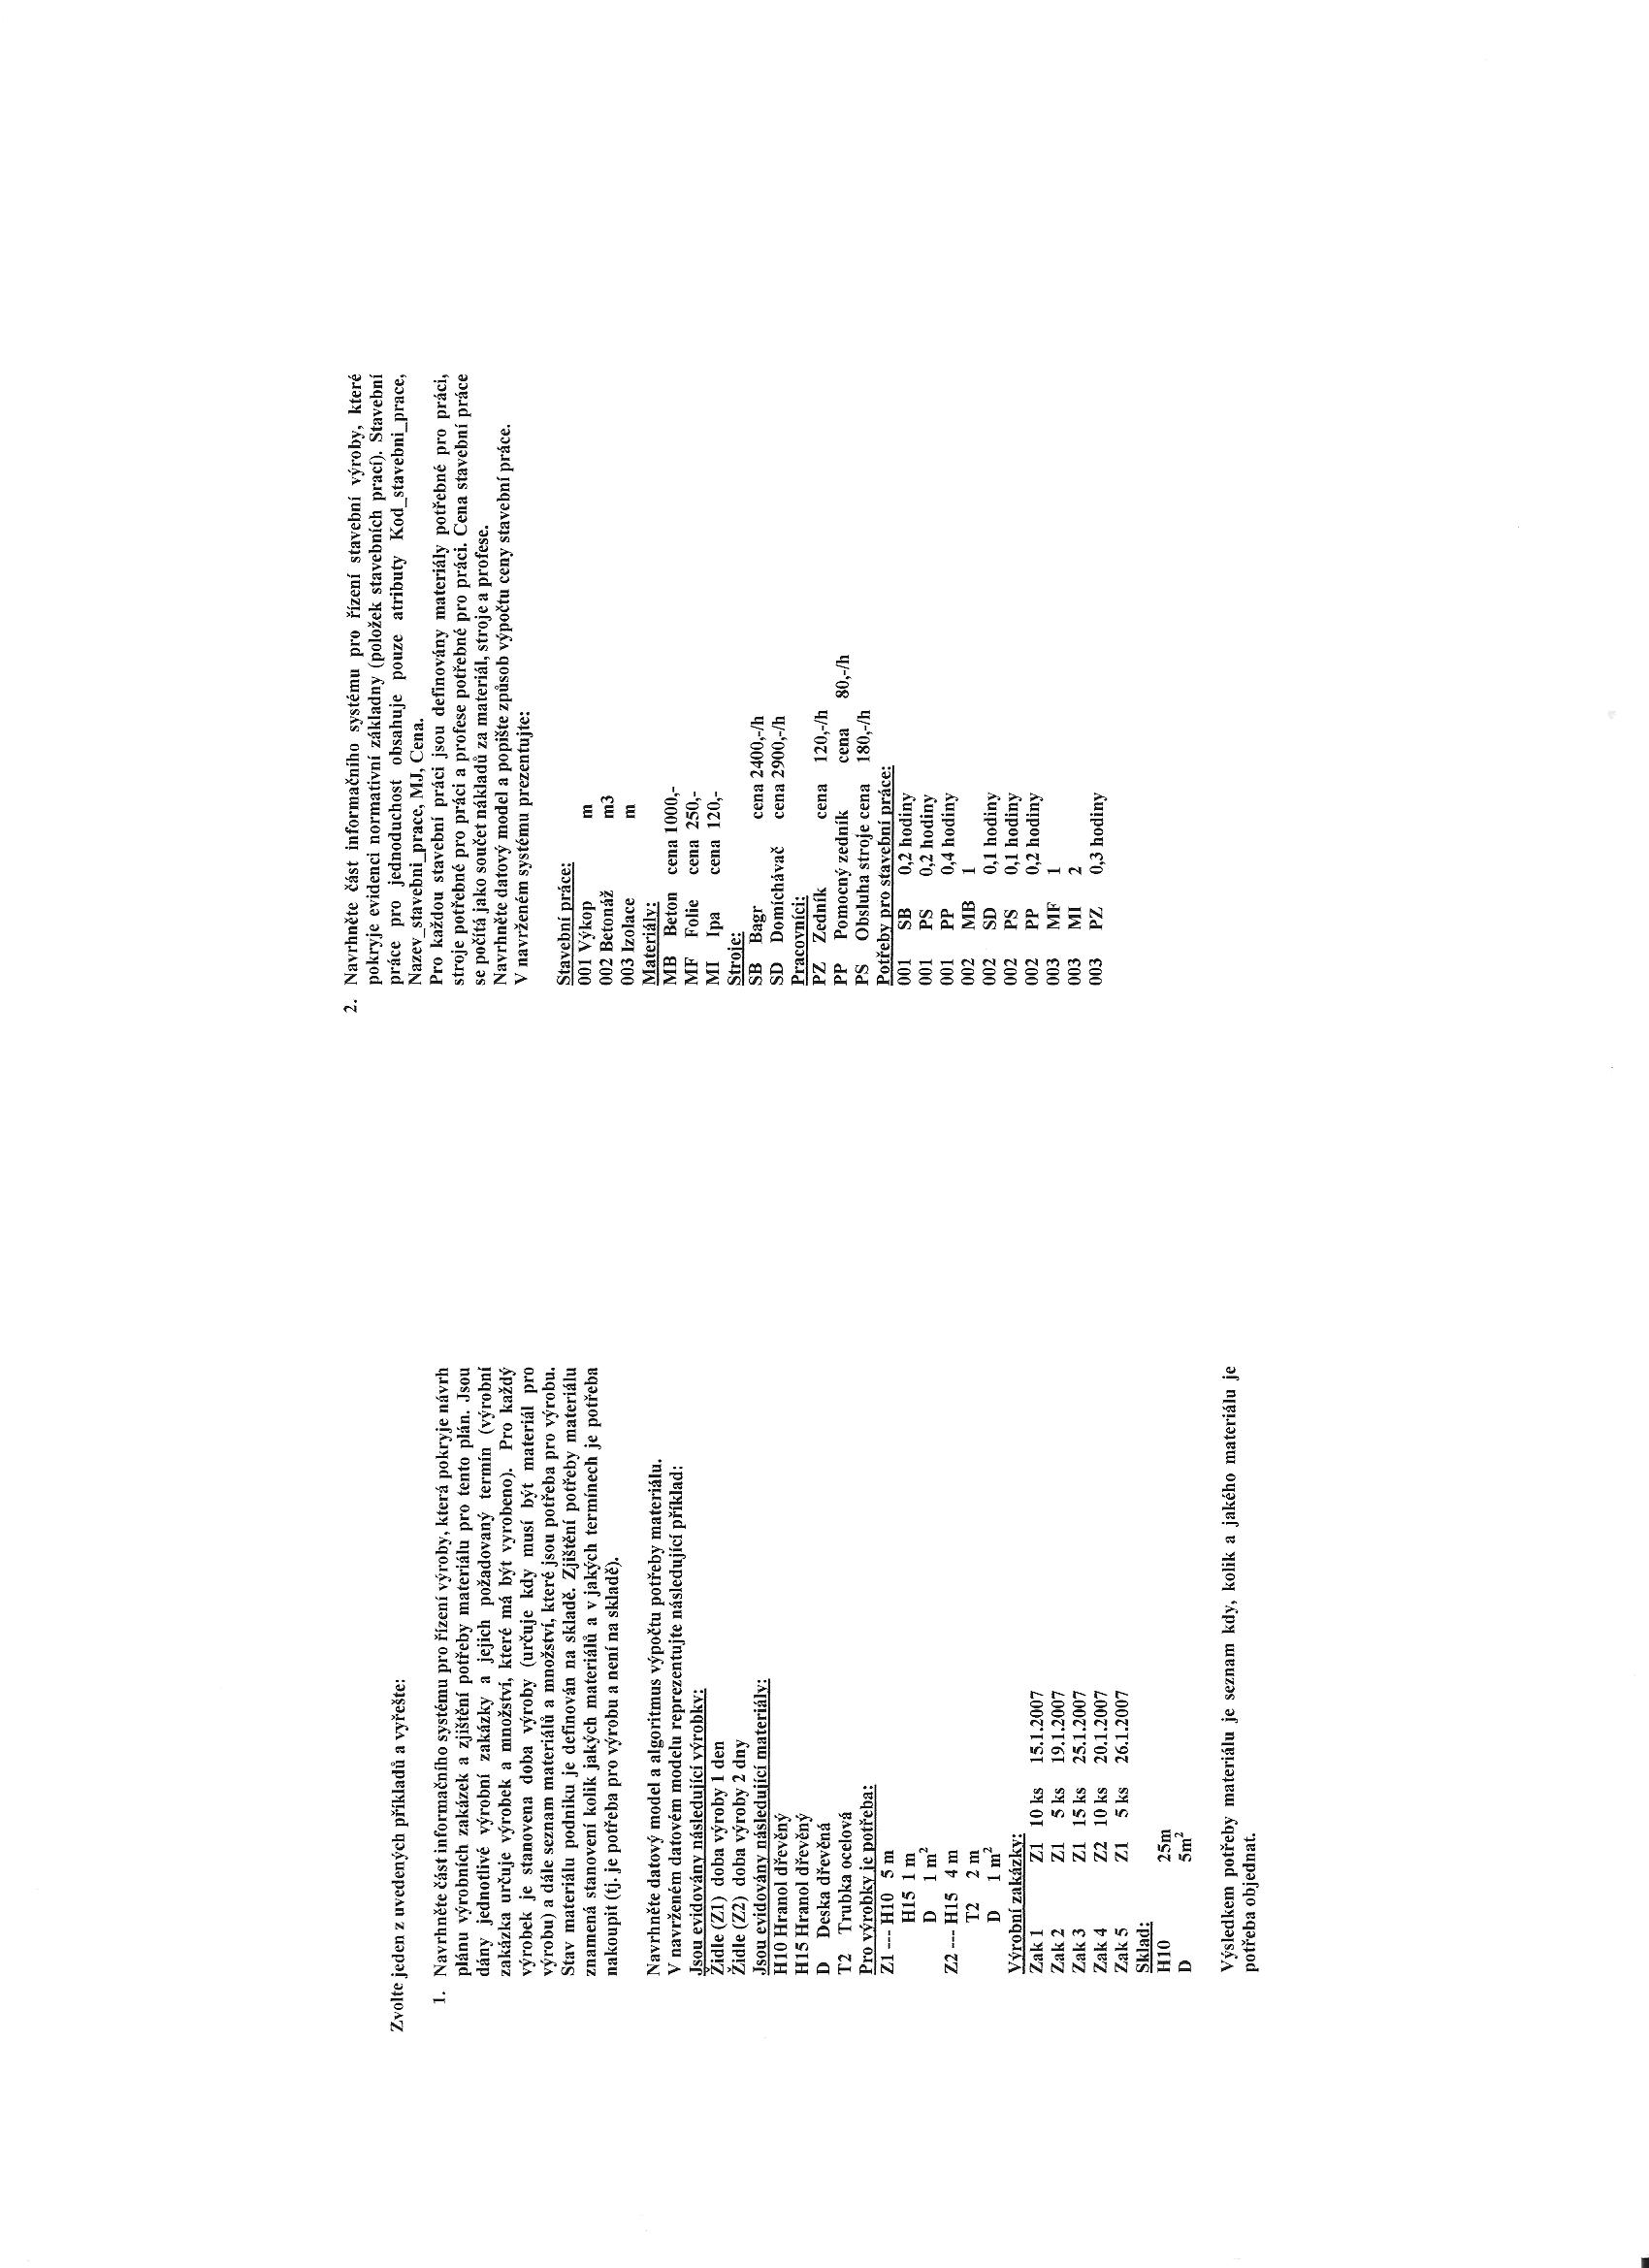 Zvolte jeden z uvedených příkladů a vyřešte:
1. Navrhněte část informačního systému pro řízení výroby, která pokryje návrh
plánu výrobních zakázek a zjištění potřeby materiálu pro tento plán. Jsou
dány jednotlivé výrobní zakázky a jejich požadovaný termín (výrobní
zakázka určuje výrobek a množství, které má být vyrobeno). Pro každý
výrobek je stanovena doba výroby (určuje kdy musí být materiál pro
výrobu) a dále seznam materiálů a množství, které jsou potřeba pro výrobu.
Stav materiálu podniku je definován na skladě. Zjištění potřeby materiálu
znamená stanovení kolik jakých materiálů a v jakých termínech je potřeba
nakoupit (tj. je potřeba pro výrobu a není na skladě).
Navrhněte datový model a algoritmus výpočtu potřeby materiálu.
V navrženém datovém modelu reprezentujte následující příklad:
Jsou evidovány následující výrobky:
Židle (Z1) doba výroby 1 den
Židle (Z2) doba výroby 2 dny
Jsou evidovány následující materiály:
H10 Hranol dřevěný
H15 Hranol dřevěný
D Deska dřevěná
T2 Trubka ocelová
Pro výrobky je potřeba:
Z1 --- H10 5 m
H15 1 m
D 1 m²
Z2 --- H15 4 m
T2 2 m
D 1 m²
Výrobní zakázky:
Zak 1 Z1 10 ks 15.1.2007
Zak 2 Z1 5 ks 19.1.2007
Zak 3 Z1 15 ks 25.1.2007
Zak 4 Z2 10 ks 20.1.2007
Zak 5 Z1 5 ks 26.1.2007
Sklad:
H10 25m
D 5m²
Výsledkem potřeby materiálu je seznam kdy, kolik a jakého materiálu je
potřeba objednat.
2. Navrhněte část informačního systému pro řízení stavební výroby, které
pokryje evidenci normativní základny (položek stavebních prací). Stavební
práce pro jednoduchost obsahuje pouze atributy Kod_stavebni_prace,
Nazev_stavebni_prace, MJ, Cena.
Pro každou stavební práci jsou definovány materiály potřebné pro práci,
stroje potřebné pro práci a profese potřebné pro práci. Cena stavební práce
se počítá jako součet nákladů za materiál, stroje a profese.
Navrhněte datový model a popište způsob výpočtu ceny stavební práce.
V navrženém systému prezentujte:
Stavební práce:
001 Výkop m
002 Betonáž m3
003 Izolace m
Materiály:
MB Beton cena 1000,-
MF Folie cena 250,-
MI Ipa cena 120,-
Stroje:
SB Bagr cena 2400,-/h
SD Domíchávač cena 2900,-/h
Pracovníci:
PZ Zedník cena 120,-/h
PP Pomocný zedník cena 80,-/h
PS Obsluha stroje cena 180,-/h
Potřeby pro stavební práce:
001 SB 0,2 hodiny
001 PS 0,2 hodiny
001 PP 0,4 hodiny
002 MB 1
002 SD 0,1 hodiny
002 PS 0,1 hodiny
002 PP 0,2 hodiny
003 MF 1
003 MI 2
003 PZ 0,3 hodiny